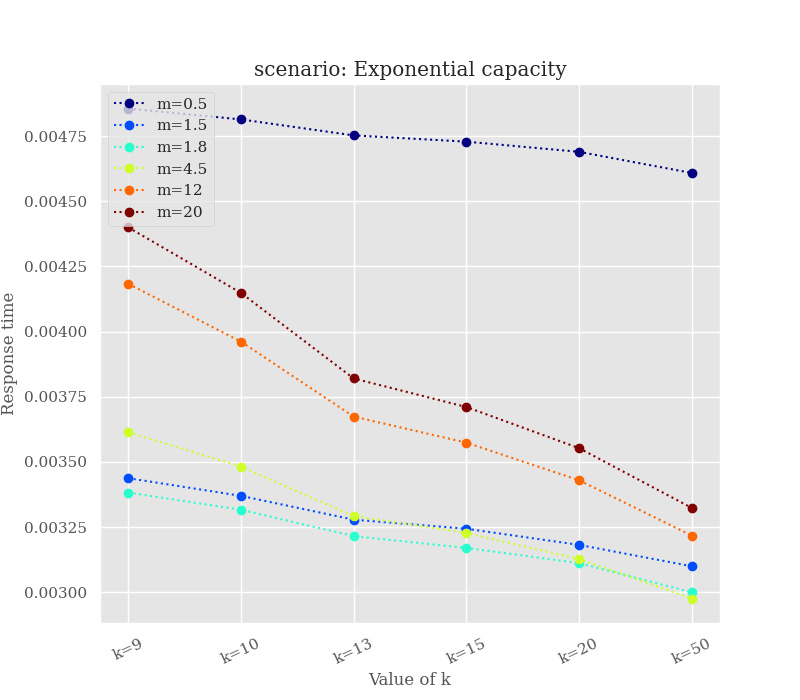 scenario: Exponential capacity
m=0.5
m=1.5
m=1.8
m=4.5
m=12
m=20
0.00475
0.00450
0.00425
0.00400
0.00375
0.00350
0.00325
0.00300
Response time
k=9
k=10
k=13
k=15
k=20
k=50
Value of k